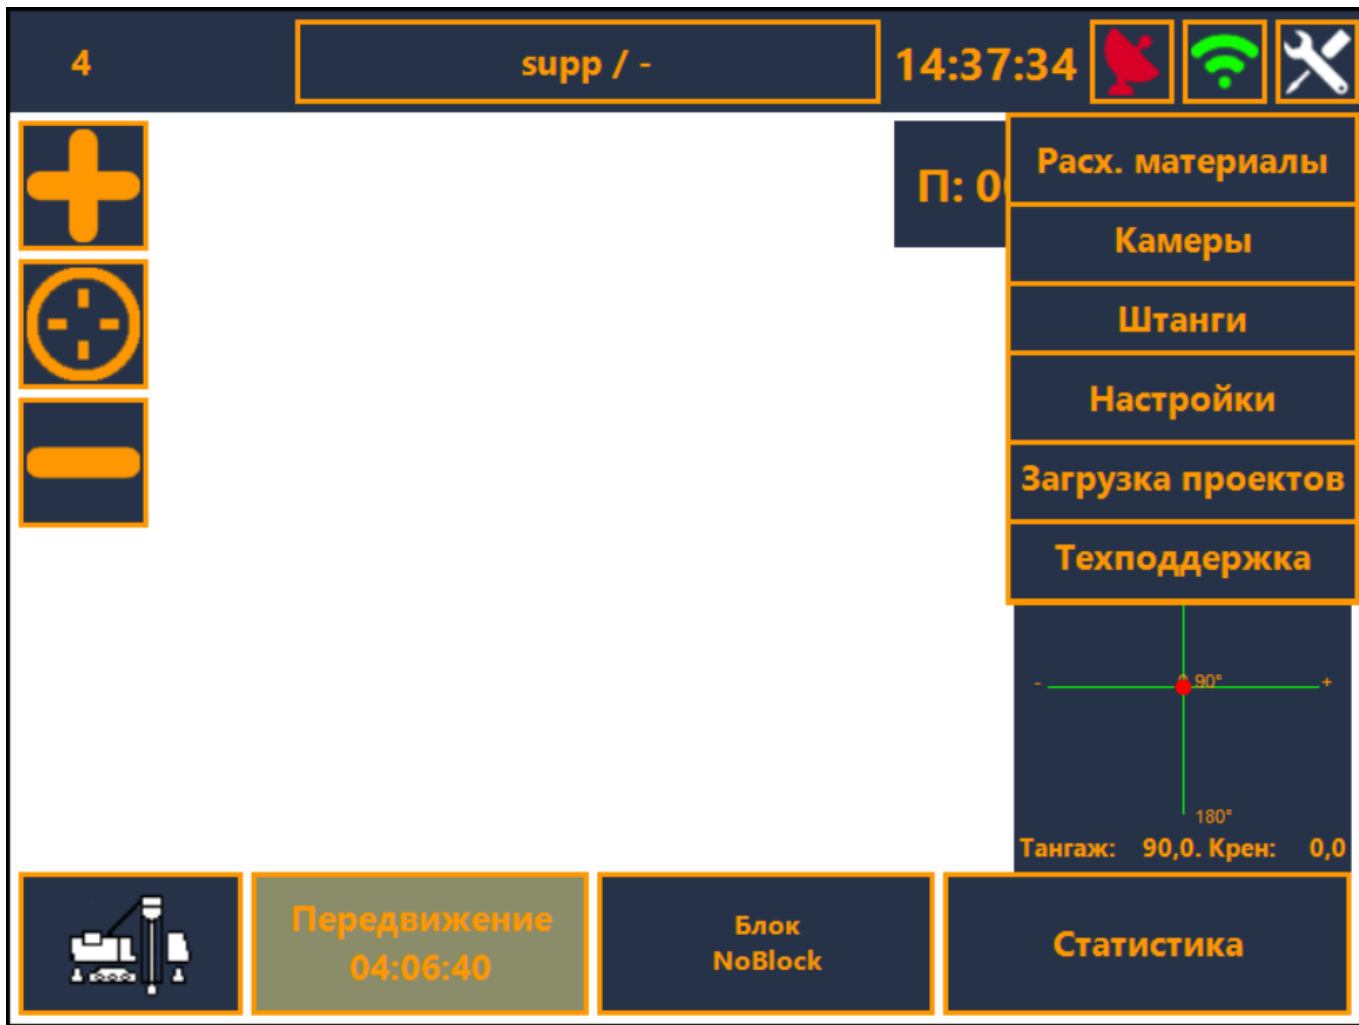 4
supp / -
14:37:34
П: 0
Расх. материалы
Камеры
Штанги
Настройки
Загрузка проектов
Техподдержка
-
90°
+
180°
Тангаж: 90,0. Крен: 0,0
Передвижение
04:06:40
Блок
NoBlock
Статистика